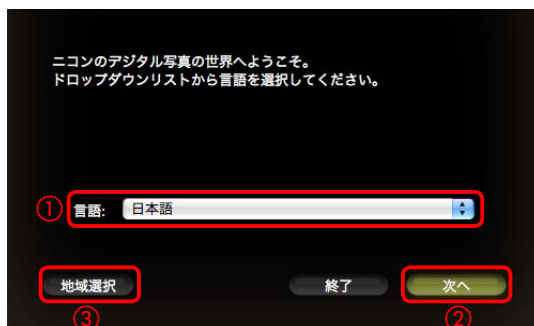 ニコンのデジタル写真の世界へようこそ。
ドロップダウンリストから言語を選択してください。
① 言語: 日本語
地域選択 終了 次へ
③ ②